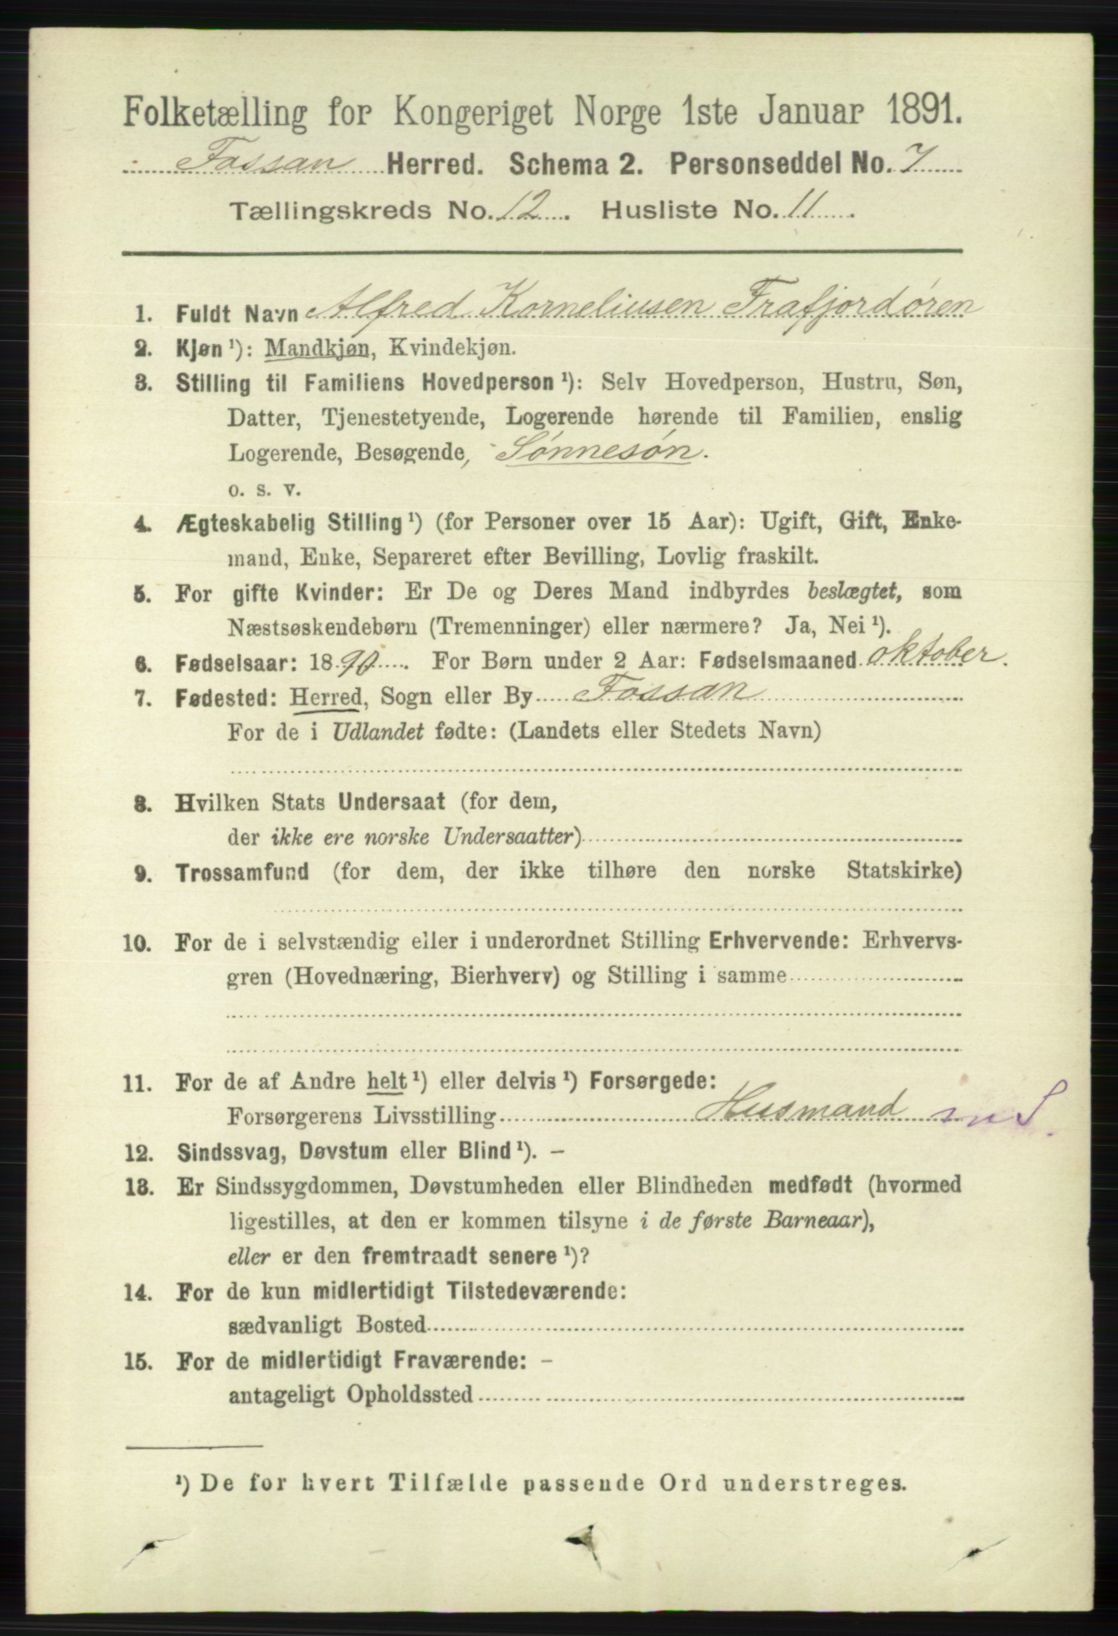 Folketælling for Kongeriget Norge 1ste Januar 1891.
Fossan Herred. Schema 2. Personseddel No. 7
Tællingskreds No. 12. Husliste No. 11.
1. Fuldt Navn Alfred Korneliusen Frafjordøren
2. Kjøn ¹): Mandkjøn, Kvindekjøn.
3. Stilling til Familiens Hovedperson ¹): Selv Hovedperson, Hustru, Søn,
Datter, Tjenestetyende, Logerende hørende til Familien, enslig
Logerende, Besøgende, Sønnesøn.
o. s. v.
4. Ægteskabelig Stilling ¹) (for Personer over 15 Aar): Ugift, Gift, Enke-
mand, Enke, Separeret efter Bevilling, Lovlig fraskilt.
5. For gifte Kvinder: Er De og Deres Mand indbyrdes beslægtet, som
Næstsøskendebørn (Tremenninger) eller nærmere? Ja, Nei ¹).
6. Fødselsaar: 1890. For Børn under 2 Aar: Fødselsmaaned oktober.
7. Fødested: Herred, Sogn eller By Fossan
For de i Udlandet fødte: (Landets eller Stedets Navn)
8. Hvilken Stats Undersaat (for dem,
der ikke ere norske Undersaatter)
9. Trossamfund (for dem, der ikke tilhøre den norske Statskirke)
10. For de i selvstændig eller i underordnet Stilling Erhvervende: Erhvervs-
gren (Hovednæring, Bierhverv) og Stilling i samme
11. For de af Andre helt ¹) eller delvis ¹) Forsørgede:
Forsørgerens Livsstilling Husmand
12. Sindssvag, Døvstum eller Blind ¹). –
13. Er Sindssygdommen, Døvstumheden eller Blindheden medfødt (hvormed
ligestilles, at den er kommen tilsyne i de første Barneaar),
eller er den fremtraadt senere ¹)?
14. For de kun midlertidigt Tilstedeværende:
sædvanligt Bosted
15. For de midlertidigt Fraværende: –
antageligt Opholdssted
¹) De for hvert Tilfælde passende Ord understreges.